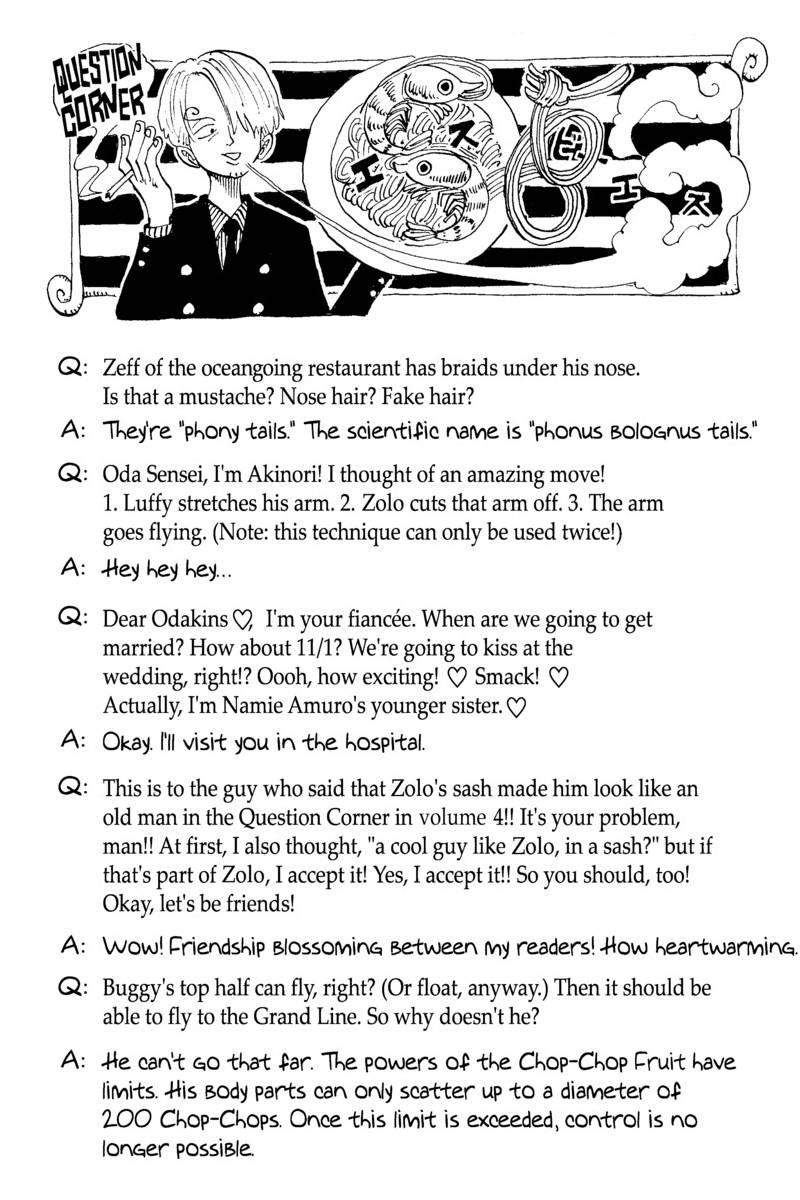 QUESTION
CORNER
エ
ス
ビ
ー
エ
ス
Q: Zeff of the oceangoing restaurant has braids under his nose.
Is that a mustache? Nose hair? Fake hair?
A: They're "phony tails." The scientific name is "phonus bolognus tails."
Q: Oda Sensei, I'm Akinori! I thought of an amazing move!
1. Luffy stretches his arm. 2. Zolo cuts that arm off. 3. The arm
goes flying. (Note: this technique can only be used twice!)
A: Hey hey hey...
Q: Dear Odakins ♡, I'm your fiancée. When are we going to get
married? How about 11/1? We're going to kiss at the
wedding, right!? Oooh, how exciting! ♡ Smack! ♡
Actually, I'm Namie Amuro's younger sister. ♡
A: Okay. I'll visit you in the hospital.
Q: This is to the guy who said that Zolo's sash made him look like an
old man in the Question Corner in volume 4!! It's your problem,
man!! At first, I also thought, "a cool guy like Zolo, in a sash?" but if
that's part of Zolo, I accept it! Yes, I accept it!! So you should, too!
Okay, let's be friends!
A: Wow! Friendship blossoming between my readers! How heartwarming.
Q: Buggy's top half can fly, right? (Or float, anyway.) Then it should be
able to fly to the Grand Line. So why doesn't he?
A: He can't go that far. The powers of the Chop-Chop Fruit have
limits. His body parts can only scatter up to a diameter of
200 Chop-Chops. Once this limit is exceeded, control is no
longer possible.